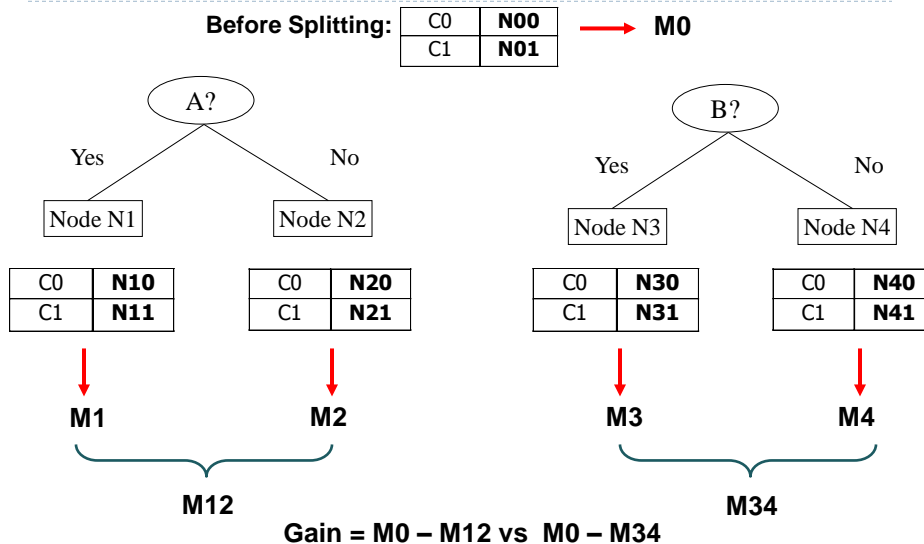 Before Splitting:
C0 N00
C1 N01
M0
A?
Yes
No
Node N1
Node N2
C0 N10
C1 N11
C0 N20
C1 N21
M1
M2
M12
B?
Yes
No
Node N3
Node N4
C0 N30
C1 N31
C0 N40
C1 N41
M3
M4
M34
Gain = M0 – M12 vs M0 – M34